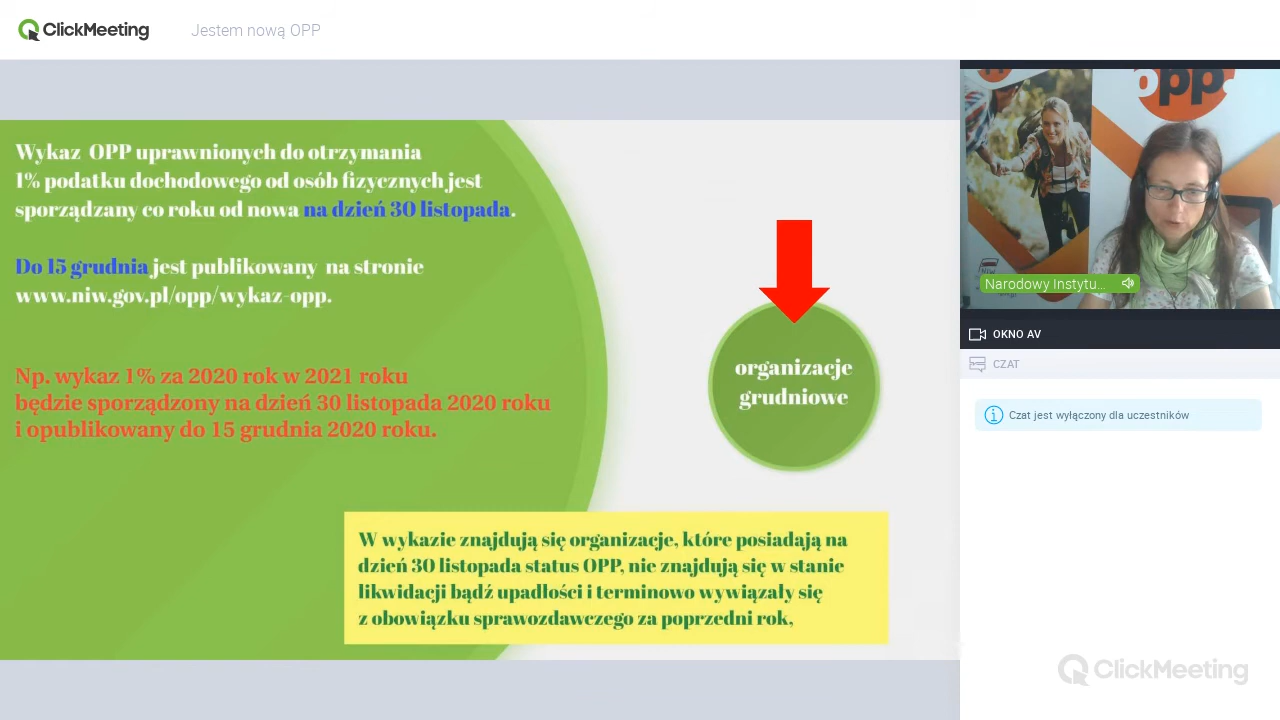 ClickMeeting
Jestem nową OPP
Wykaz OPP uprawnionych do otrzymania
1% podatku dochodowego od osób fizycznych jest
sporządzany co roku od nowa na dzień 30 listopada.
Do 15 grudnia jest publikowany na stronie
www.niw.gov.pl/opp/wykaz-opp.
Np. wykaz 1% za 2020 rok w 2021 roku
będzie sporządzony na dzień 30 listopada 2020 roku
i opublikowany do 15 grudnia 2020 roku.
organizacje
grudniowe
W wykazie znajdują się organizacje, które posiadają na
dzień 30 listopada status OPP, nie znajdują się w stanie
likwidacji bądź upadłości i terminowo wywiązały się
z obowiązku sprawozdawczego za poprzedni rok,
opp.
NIW
Narodowy Instytu...
OKNO AV
CZAT
Czat jest wyłączony dla uczestników
ClickMeeting